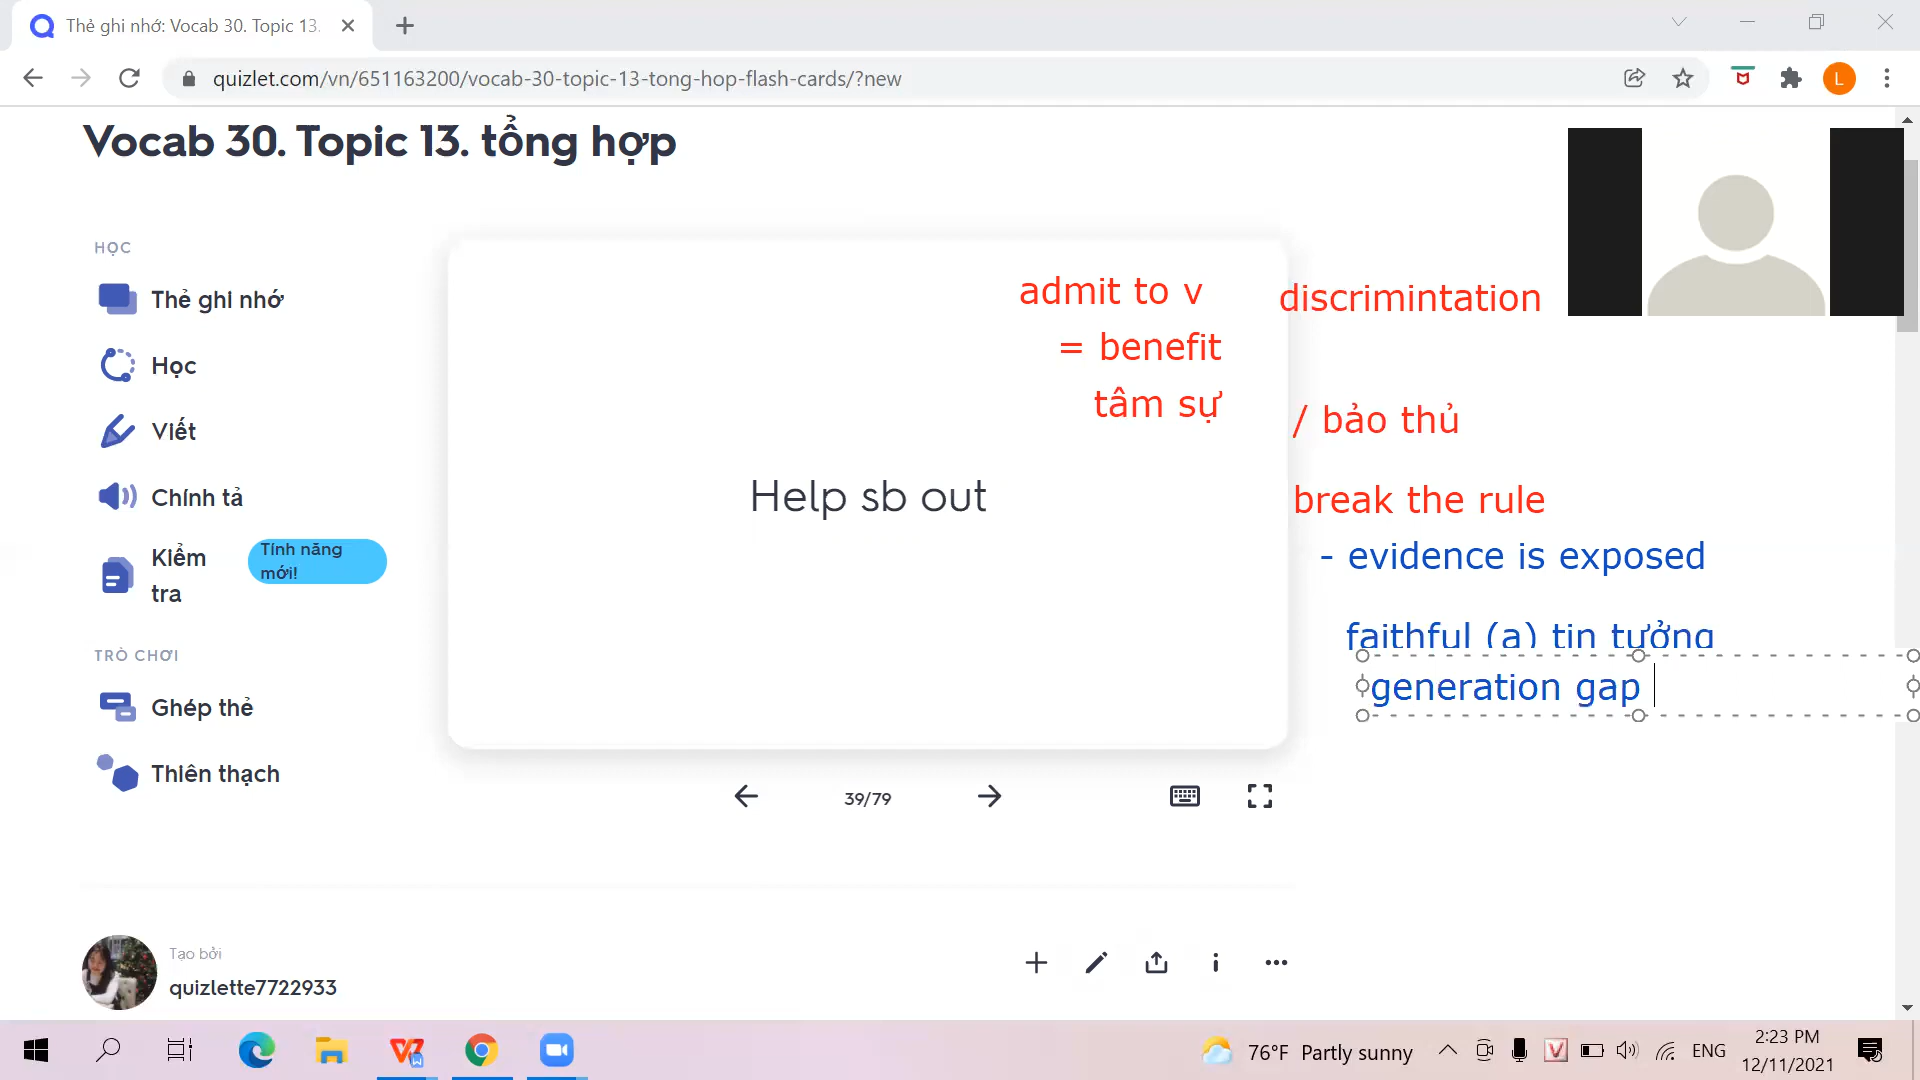 Thẻ ghi nhớ: Vocab 30. Topic 13.
quizlet.com/vn/651163200/vocab-30-topic-13-tong-hop-flash-cards/?new
L
Vocab 30. Topic 13. tổng hợp
HỌC
Thẻ ghi nhớ
Học
Viết
Chính tả
Kiểm tra
Tính năng mới!
TRÒ CHƠI
Ghép thẻ
Thiên thạch
admit to v
= benefit
tâm sự
Help sb out
discrimintation
/ bảo thủ
break the rule
- evidence is exposed
faithful (a) tin tưởng
generation gap
39/79
Tạo bởi
quizlette7722933
76°F Partly sunny
ENG
2:23 PM
12/11/2021